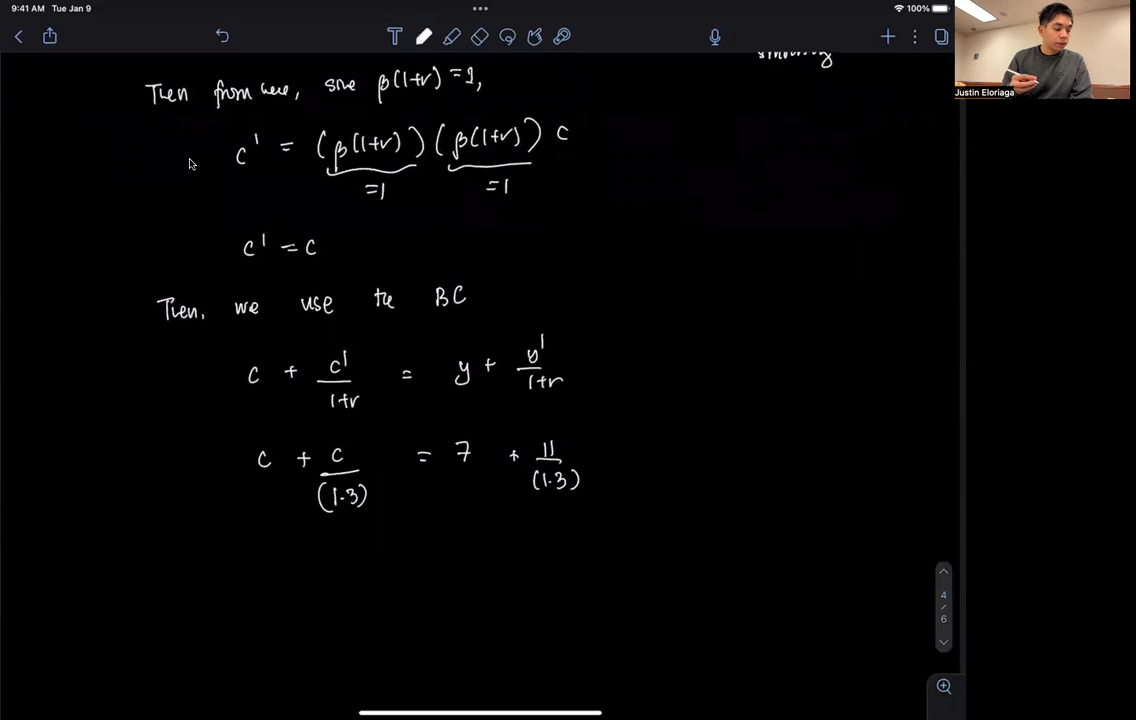 9:41 AM Tue Jan 9
100%
Justin Eloriaga
Then from here, sine β(1+r) = 1,
c' = (β(1+r)) (β(1+r)) c
=1 =1
c' = c
Then, we use the BC
c + c'/1+r = y + y'/1+r
c + c/(1.3) = 7 + 11/(1.3)
4
/
6